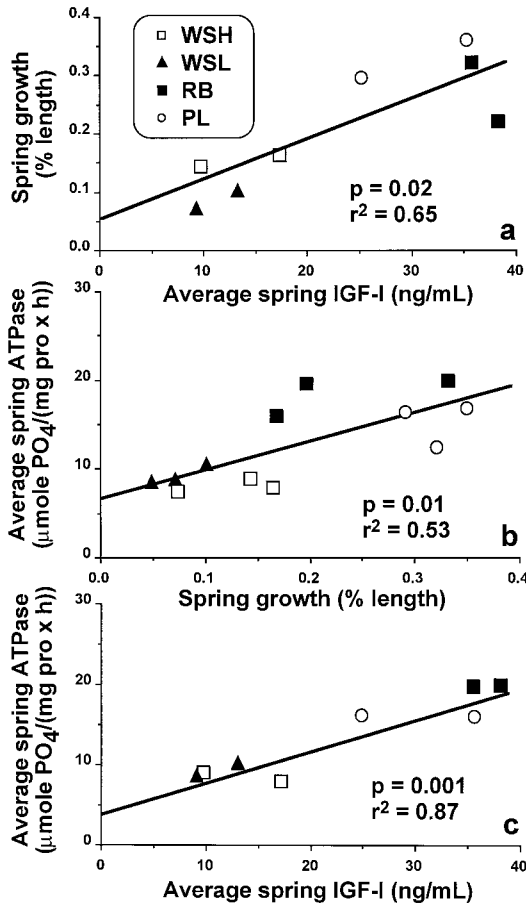 0.4
0.3
0.2
0.1
0.0
Spring growth
(% length)
WSH
WSL
RB
PL
p = 0.02
r² = 0.65
a
0 10 20 30 40
Average spring IGF-I (ng/mL)
30
20
10
0
Average spring ATPase
(µmole PO₄/(mg pro x h))
p = 0.01
r² = 0.53
b
0.0 0.1 0.2 0.3 0.4
Spring growth (% length)
30
20
10
0
Average spring ATPase
(µmole PO₄/(mg pro x h))
p = 0.001
r² = 0.87
c
0 10 20 30 40
Average spring IGF-I (ng/mL)